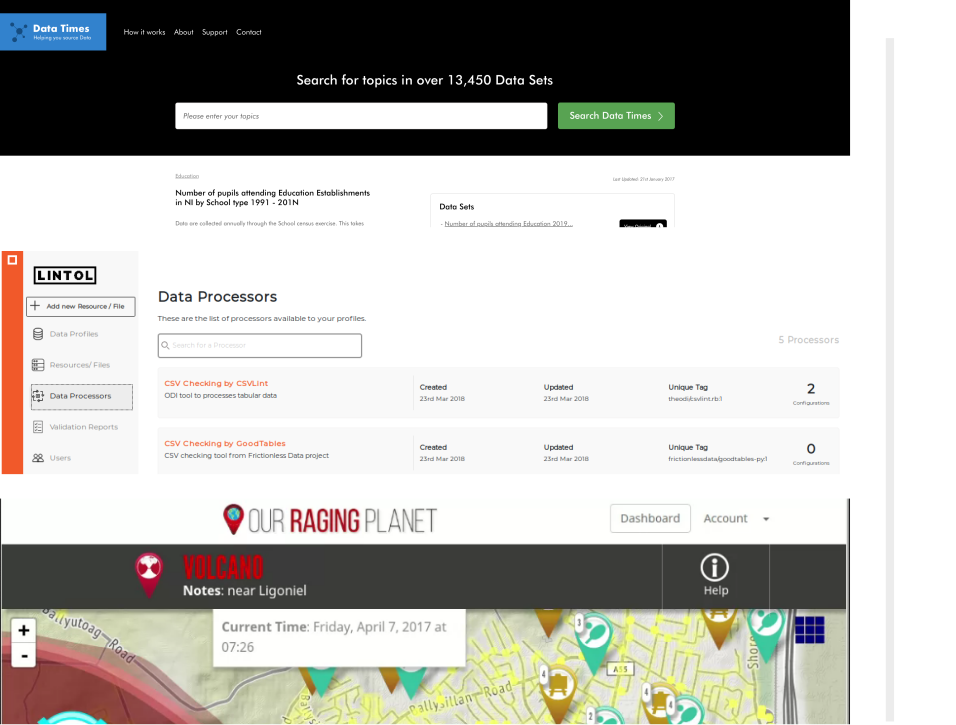 Data Times
Helping you source Data
How it works About Support Contact
Search for topics in over 13,450 Data Sets
Please enter your topics
Search Data Times
Education
Last Updated: 21st January 2017
Number of pupils attending Education Establishments
in NI by School type 1991 - 201N
Data Sets
Data are collected annually through the School census exercise. This takes
- Number of pupils attending Education 2019...
LINTOL
Add new Resource / File
Data Profiles
Resources/ Files
Data Processors
Validation Reports
Users
Data Processors
These are the list of processors available to your profiles.
Search for a Processor
5 Processors
CSV Checking by CSVLint
ODI tool to processes tabular data
Created
23rd Mar 2018
Updated
23rd Mar 2018
Unique Tag
theodi/csvlint.rb:1
2
Configurations
CSV Checking by GoodTables
CSV checking tool from Frictionless Data project
Created
23rd Mar 2018
Updated
23rd Mar 2018
Unique Tag
frictionlessdata/goodtables-py:1
0
Configurations
OUR RAGING PLANET
Dashboard Account
VOLCANO
Notes: near Ligoniel
Help
+
-
Ballyutoag Road
Current Time: Friday, April 7, 2017 at
07:26
3
2
A55
4
4
4
2
Ballysillan Road
Shore